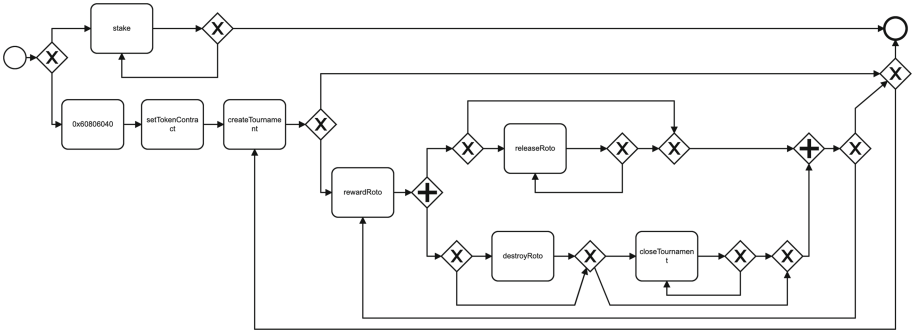 stake
0x60806040
setTokenContra
ct
createTourname
nt
releaseRoto
rewardRoto
destroyRoto
closeTournamen
t